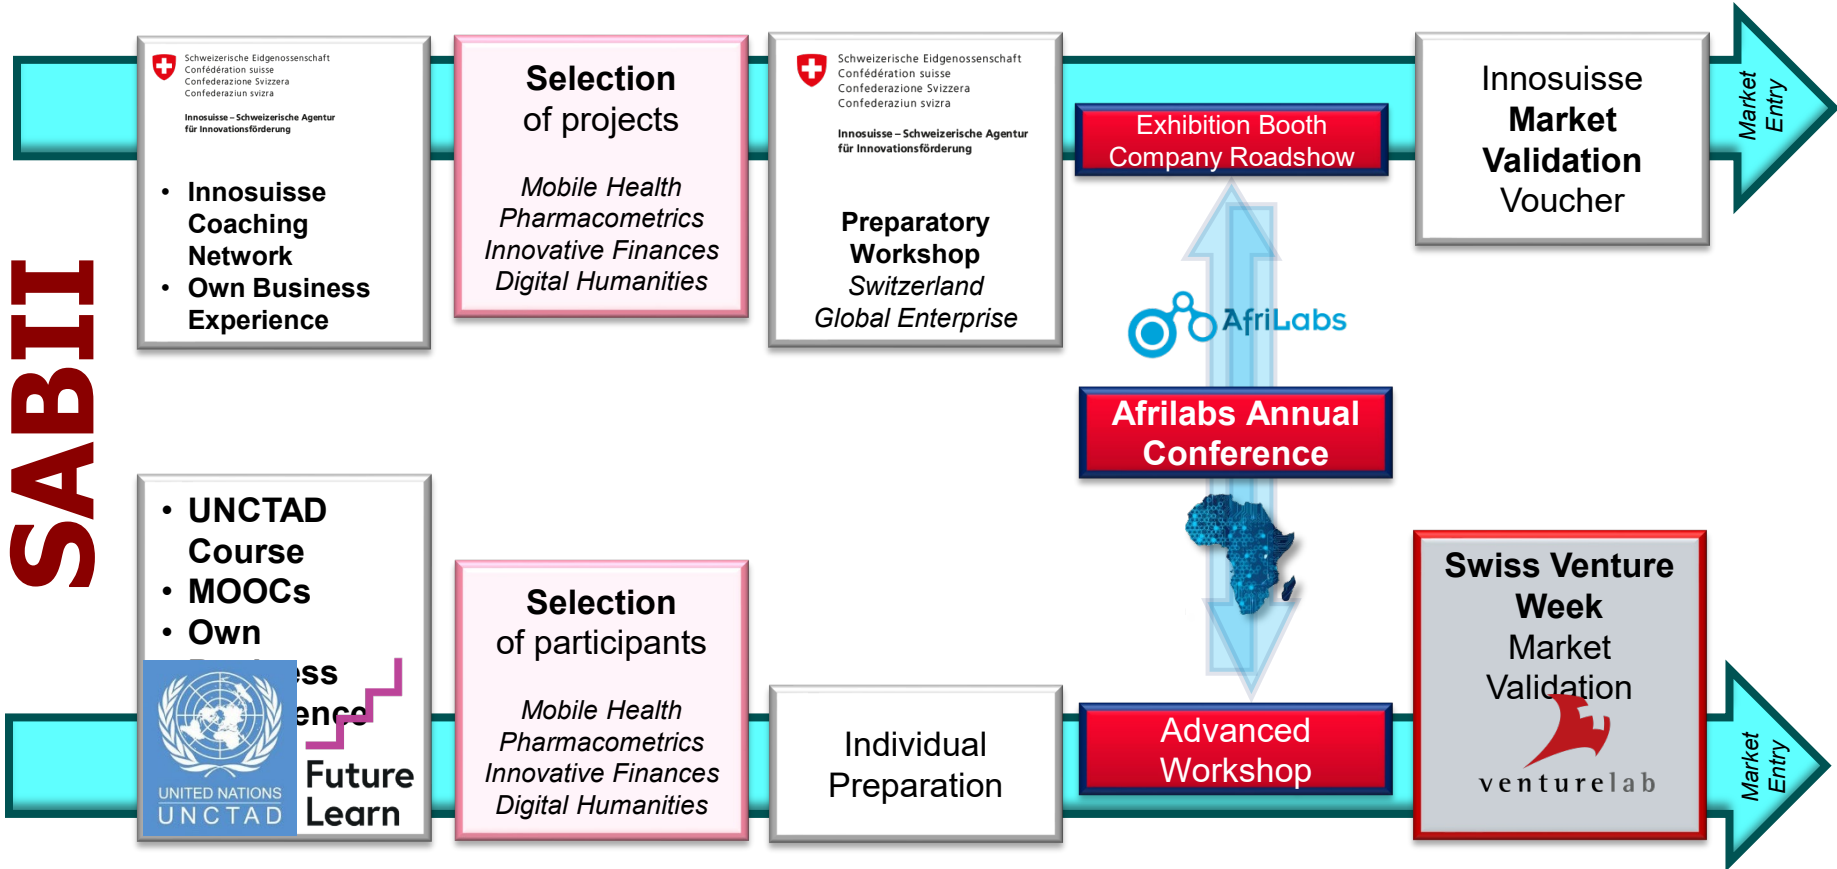 SABII
Schweizerische Eidgenossenschaft
Confédération suisse
Confederazione Svizzera
Confederaziun svizra
Innosuisse – Schweizerische Agentur
für Innovationsförderung
• Innosuisse
Coaching
Network
• Own Business
Experience
Selection
of projects
Mobile Health
Pharmacometrics
Innovative Finances
Digital Humanities
Schweizerische Eidgenossenschaft
Confédération suisse
Confederazione Svizzera
Confederaziun svizra
Innosuisse – Schweizerische Agentur
für Innovationsförderung
Preparatory
Workshop
Switzerland
Global Enterprise
Exhibition Booth
Company Roadshow
Innosuisse
Market
Validation
Voucher
Market
Entry
AfriLabs
Afrilabs Annual
Conference
• UNCTAD
Course
• MOOCs
• Own
ess
ence
UNITED NATIONS
UNCTAD
Future
Learn
Selection
of participants
Mobile Health
Pharmacometrics
Innovative Finances
Digital Humanities
Individual
Preparation
Advanced
Workshop
Swiss Venture
Week
Market
Validation
venturelab
Market
Entry